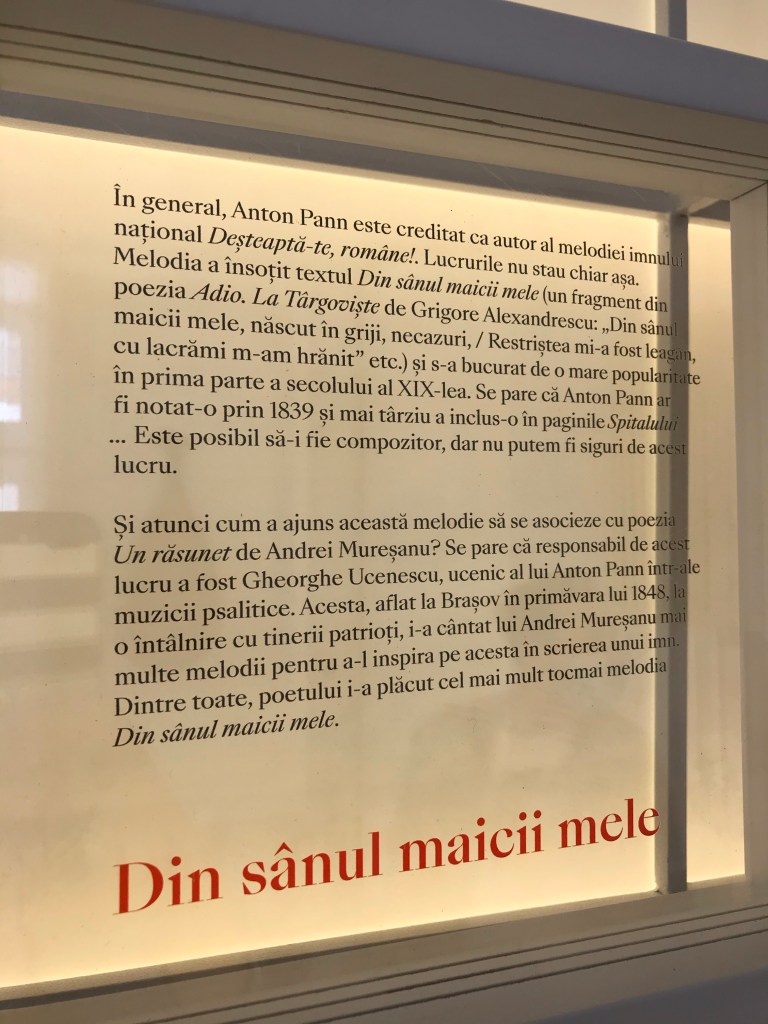 În general, Anton Pann este creditat ca autor al melodiei imnului
național Deșteaptă-te, române!. Lucrurile nu stau chiar așa.
Melodia a însoțit textul Din sânul maicii mele (un fragment din
poezia Adio. La Târgoviște de Grigore Alexandrescu: „Din sânul
maicii mele, născut în griji, necazuri, / Restriștea mi-a fost leagăn,
cu lacrămi m-am hrănit” etc.) și s-a bucurat de o mare popularitate
în prima parte a secolului al XIX-lea. Se pare că Anton Pann ar
fi notat-o prin 1839 și mai târziu a inclus-o în paginile Spitalului
... Este posibil să-i fie compozitor, dar nu putem fi siguri de acest
lucru.
Și atunci cum a ajuns această melodie să se asocieze cu poezia
Un răsunet de Andrei Mureșanu? Se pare că responsabil de acest
lucru a fost Gheorghe Ucenescu, ucenic al lui Anton Pann într-ale
muzicii psaltice. Acesta, aflat la Brașov în primăvara lui 1848, la
o întâlnire cu tinerii patrioți, i-a cântat lui Andrei Mureșanu mai
multe melodii pentru a-l inspira pe acesta în scrierea unui imn.
Dintre toate, poetului i-a plăcut cel mai mult tocmai melodia
Din sânul maicii mele.
Din sânul maicii mele